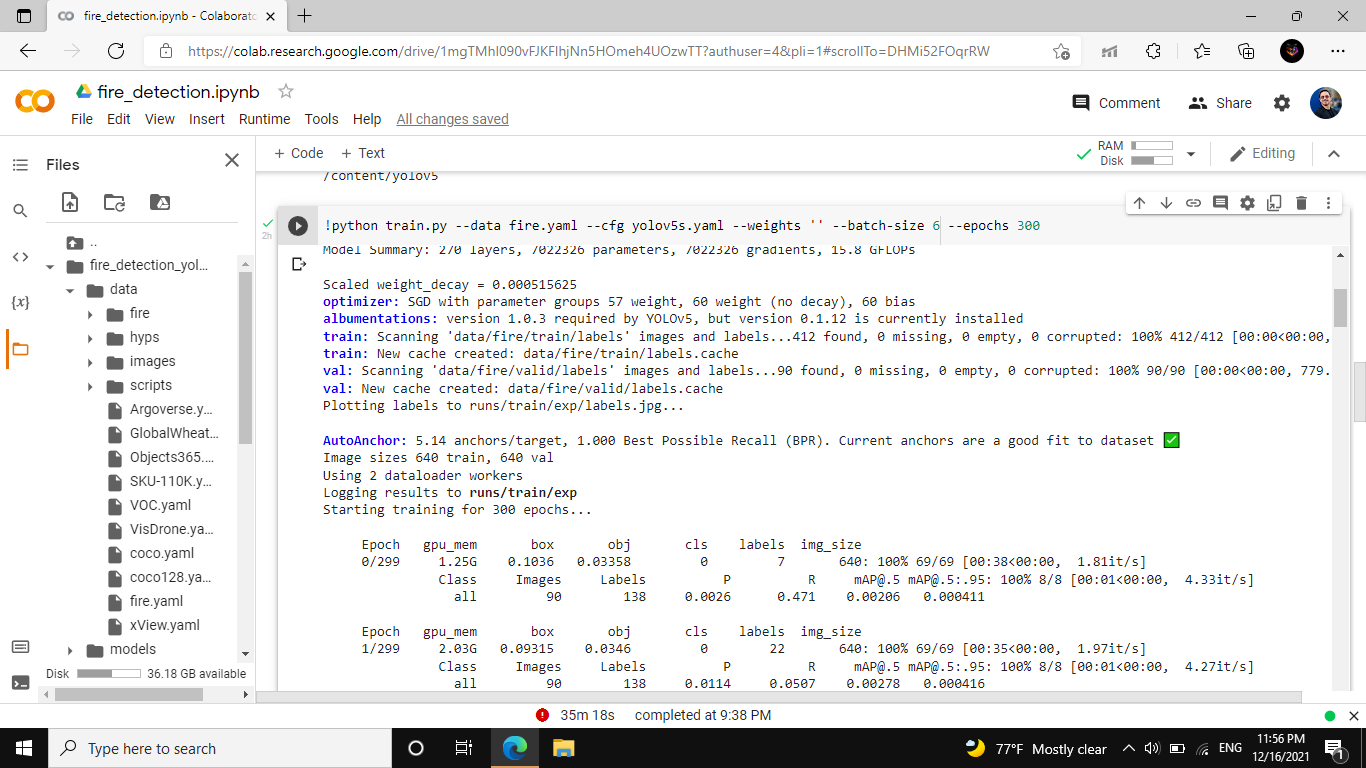 fire_detection.ipynb - Colaborato
https://colab.research.google.com/drive/1mgTMhI090vFJKFlhjNn5HOmeh4UOzwTT?authuser=4&pli=1#scrollTo=DHMi52FOqrRW
fire_detection.ipynb
Comment
Share
File Edit View Insert Runtime Tools Help All changes saved
Files
+ Code + Text
RAM
Disk
Editing
/content/yolov5
2h
!python train.py --data fire.yaml --cfg yolov5s.yaml --weights '' --batch-size 6 --epochs 300
..
fire_detection_yol...
data
fire
hyps
images
scripts
Argoverse.y...
GlobalWheat...
Objects365....
SKU-110K.y...
VOC.yaml
VisDrone.ya...
coco.yaml
coco128.ya...
fire.yaml
xView.yaml
models
Disk 36.18 GB available
{x}
Model Summary: 270 layers, 7022326 parameters, 7022326 gradients, 15.8 GFLOPs
Scaled weight_decay = 0.000515625
optimizer: SGD with parameter groups 57 weight, 60 weight (no decay), 60 bias
albumentations: version 1.0.3 required by YOLOv5, but version 0.1.12 is currently installed
train: Scanning 'data/fire/train/labels' images and labels...412 found, 0 missing, 0 empty, 0 corrupted: 100% 412/412 [00:00<00:00,
train: New cache created: data/fire/train/labels.cache
val: Scanning 'data/fire/valid/labels' images and labels...90 found, 0 missing, 0 empty, 0 corrupted: 100% 90/90 [00:00<00:00, 779.
val: New cache created: data/fire/valid/labels.cache
Plotting labels to runs/train/exp/labels.jpg...
AutoAnchor: 5.14 anchors/target, 1.000 Best Possible Recall (BPR). Current anchors are a good fit to dataset ✅
Image sizes 640 train, 640 val
Using 2 dataloader workers
Logging results to runs/train/exp
Starting training for 300 epochs...
Epoch gpu_mem box obj cls labels img_size
0/299 1.25G 0.1036 0.03358 0 7 640: 100% 69/69 [00:38<00:00, 1.81it/s]
Class Images Labels P R mAP@.5 mAP@.5:.95: 100% 8/8 [00:01<00:00, 4.33it/s]
all 90 138 0.0026 0.471 0.00206 0.000411
Epoch gpu_mem box obj cls labels img_size
1/299 2.03G 0.09315 0.0346 0 22 640: 100% 69/69 [00:35<00:00, 1.97it/s]
Class Images Labels P R mAP@.5 mAP@.5:.95: 100% 8/8 [00:01<00:00, 4.27it/s]
all 90 138 0.0114 0.0507 0.00278 0.000416
35m 18s completed at 9:38 PM
Type here to search
77°F Mostly clear
ENG
11:56 PM
12/16/2021
1